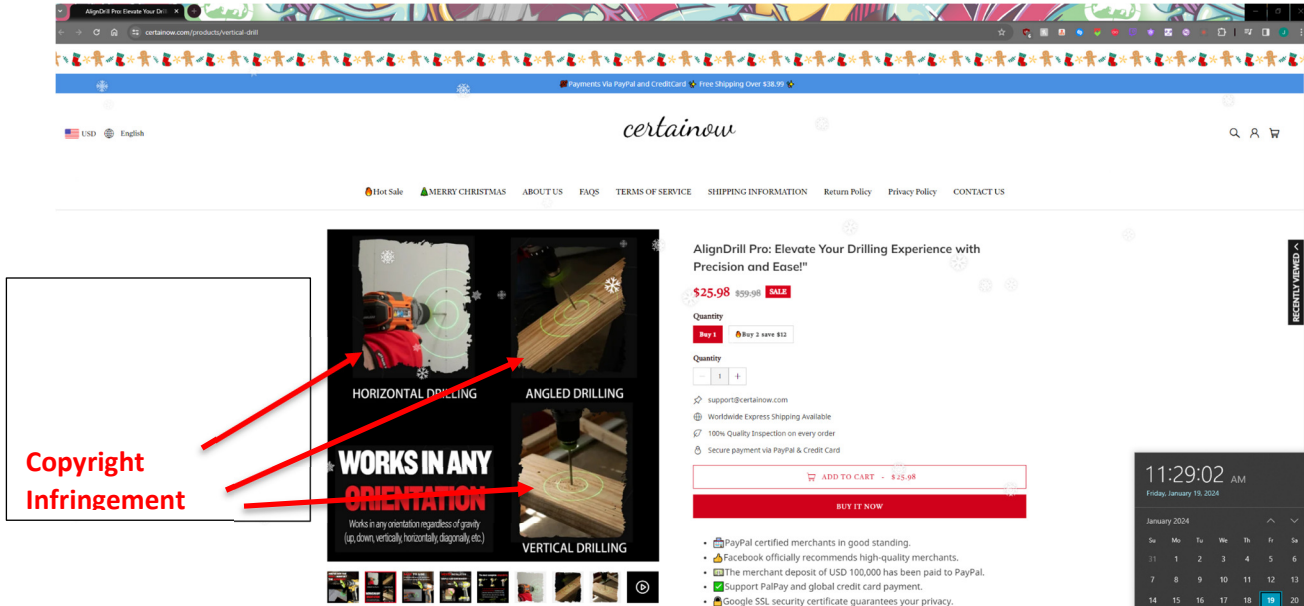 AlignDrill Pro: Elevate Your Dril
certainow.com/products/vertical-drill
Payments Via PayPal and CreditCard Free Shipping Over $38.99
USD English
certainow
Hot Sale MERRY CHRISTMAS ABOUT US FAQS TERMS OF SERVICE SHIPPING INFORMATION Return Policy Privacy Policy CONTACT US
HORIZONTAL DRILLING
ANGLED DRILLING
WORKS IN ANY
ORIENTATION
Works in any orientation regardless of gravity
(up, down, vertically, horizontally, diagonally, etc.)
VERTICAL DRILLING
Copyright
Infringement
AlignDrill Pro: Elevate Your Drilling Experience with
Precision and Ease!"
$25.98 $59.98 SALE
Quantity
Buy 1 Buy 2 save $12
Quantity
- 1 +
support@certainow.com
Worldwide Express Shipping Available
100% Quality Inspection on every order
Secure payment via PayPal & Credit Card
ADD TO CART - $25.98
BUY IT NOW
• PayPal certified merchants in good standing.
• Facebook officially recommends high-quality merchants.
• The merchant deposit of USD 100,000 has been paid to PayPal.
• Support PalPay and global credit card payment.
• Google SSL security certificate guarantees your privacy.
RECENTLY VIEWED
11:29:02 AM
Friday, January 19, 2024
January 2024
Su Mo Tu We Th Fr Sa
31 1 2 3 4 5 6
7 8 9 10 11 12 13
14 15 16 17 18 19 20